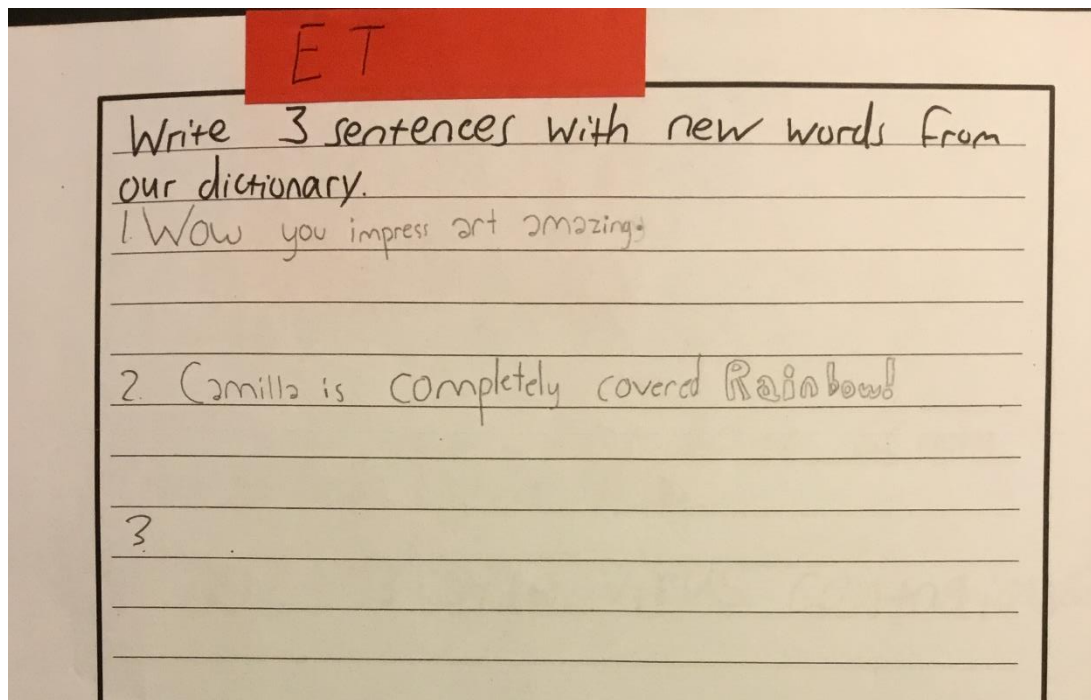 ET
Write 3 sentences with new words from
our dictionary.
1. Wow you impress art amazing.
2. Camilla is completely covered Rainbow!
3